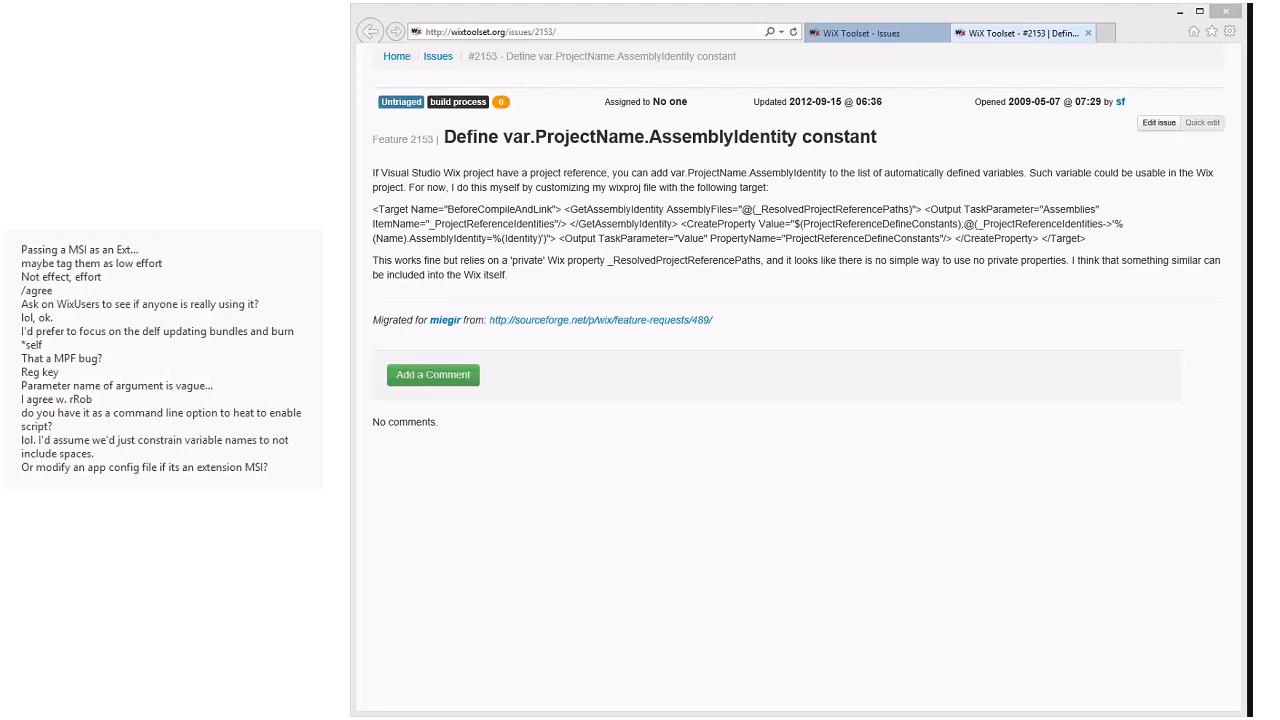 Passing a MSI as an Ext...
maybe tag them as low effort
Not effect, effort
/agree
Ask on WixUsers to see if anyone is really using it?
lol, ok.
I'd prefer to focus on the delf updating bundles and burn
*self
That a MPF bug?
Reg key
Parameter name of argument is vague...
I agree w. rRob
do you have it as a command line option to heat to enable
script?
lol. I'd assume we'd just constrain variable names to not
include spaces.
Or modify an app config file if its an extension MSI?
http://wixtoolset.org/issues/2153/
WiX Toolset - Issues
WiX Toolset - #2153 | Defin...
Home / Issues / #2153 - Define var.ProjectName.AssemblyIdentity constant
Untriaged build process 0 Assigned to No one Updated 2012-09-15 @ 06:36 Opened 2009-05-07 @ 07:29 by sf
Edit issue Quick edit
Feature 2153 | Define var.ProjectName.AssemblyIdentity constant
If Visual Studio Wix project have a project reference, you can add var.ProjectName.AssemblyIdentity to the list of automatically defined variables. Such variable could be usable in the Wix
project. For now, I do this myself by customizing my wixproj file with the following target:
<Target Name="BeforeCompileAndLink"> <GetAssemblyIdentity AssemblyFiles="@(_ResolvedProjectReferencePaths)"> <Output TaskParameter="Assemblies"
ItemName="_ProjectReferenceIdentities"/> </GetAssemblyIdentity> <CreateProperty Value="$(ProjectReferenceDefineConstants);@(_ProjectReferenceIdentities->'%
(Name).AssemblyIdentity=%(Identity)')"> <Output TaskParameter="Value" PropertyName="ProjectReferenceDefineConstants"/> </CreateProperty> </Target>
This works fine but relies on a 'private' Wix property _ResolvedProjectReferencePaths, and it looks like there is no simple way to use no private properties. I think that something similar can
be included into the Wix itself.
Migrated for miegir from: http://sourceforge.net/p/wix/feature-requests/489/
Add a Comment
No comments.